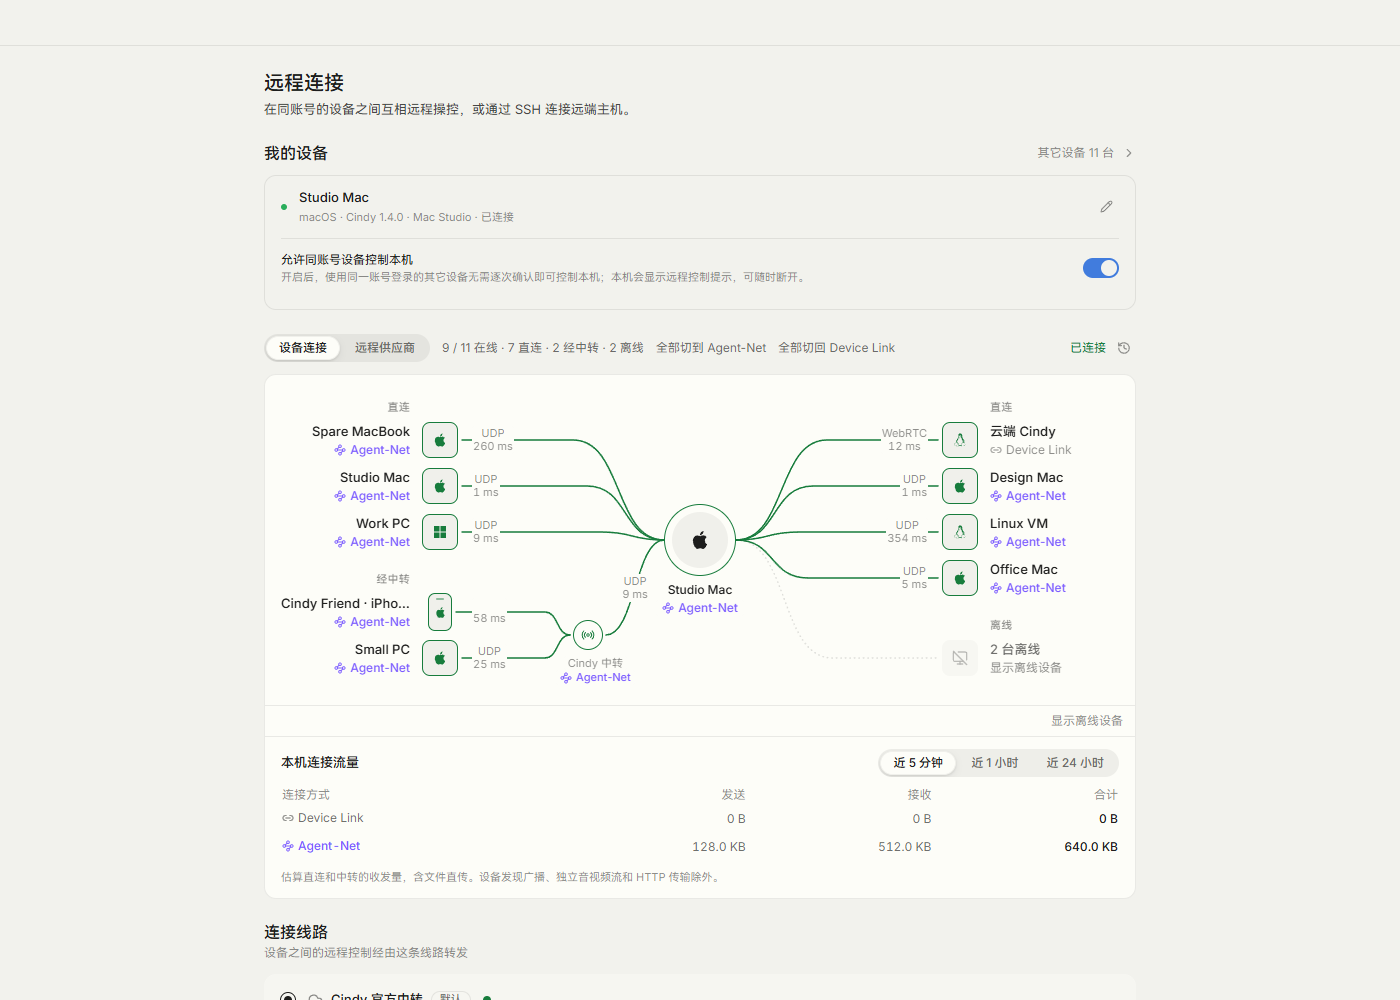 远程连接
在同账号的设备之间互相远程操控，或通过 SSH 连接远端主机。
我的设备
其它设备 11 台
Studio Mac
macOS · Cindy 1.4.0 · Mac Studio · 已连接
允许同账号设备控制本机
开启后，使用同一账号登录的其它设备无需逐次确认即可控制本机；本机会显示远程控制提示，可随时断开。
设备连接
远程供应商
9 / 11 在线 · 7 直连 · 2 经中转 · 2 离线
全部切到 Agent-Net
全部切回 Device Link
已连接
直连
Spare MacBook
Agent-Net
UDP
260 ms
Studio Mac
Agent-Net
UDP
1 ms
Work PC
Agent-Net
UDP
9 ms
经中转
Cindy Friend · iPho...
Agent-Net
58 ms
Small PC
Agent-Net
UDP
25 ms
Cindy 中转
Agent-Net
UDP
9 ms
Studio Mac
Agent-Net
直连
WebRTC
12 ms
云端 Cindy
Device Link
UDP
1 ms
Design Mac
Agent-Net
UDP
354 ms
Linux VM
Agent-Net
UDP
5 ms
Office Mac
Agent-Net
离线
2 台离线
显示离线设备
显示离线设备
本机连接流量
近 5 分钟
近 1 小时
近 24 小时
连接方式 发送 接收 合计
Device Link 0 B 0 B 0 B
Agent-Net 128.0 KB 512.0 KB 640.0 KB
估算直连和中转的收发量，含文件直传。设备发现广播、独立音视频流和 HTTP 传输除外。
连接线路
设备之间的远程控制经由这条线路转发
Cindy 官方中转 默认